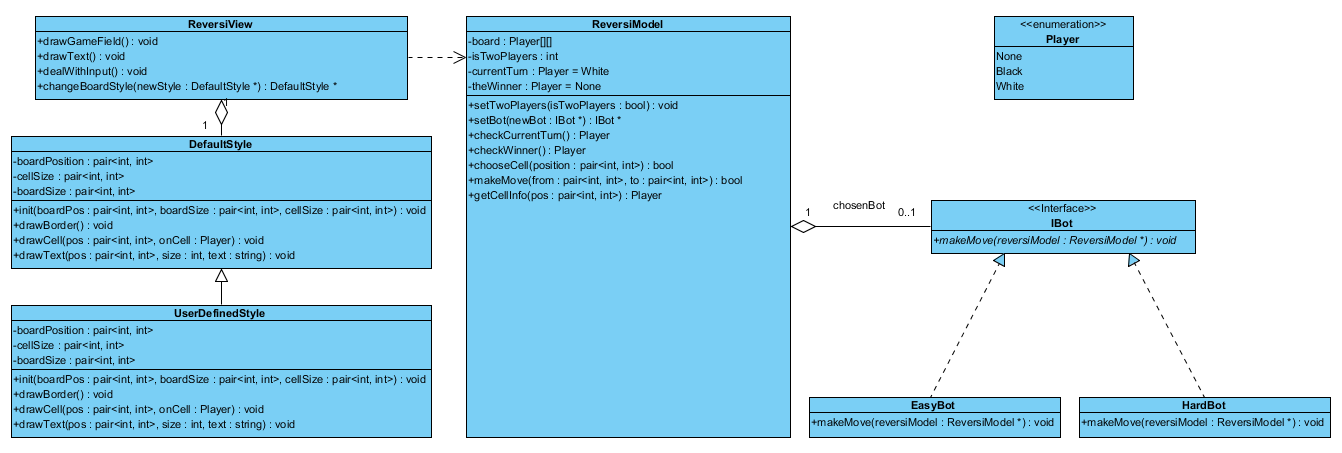 ReversiView
+drawGameField() : void
+drawText() : void
+dealWithInput() : void
+changeBoardStyle(newStyle : DefaultStyle *) : DefaultStyle *
1
1
DefaultStyle
-boardPosition : pair<int, int>
-cellSize : pair<int, int>
-boardSize : pair<int, int>
+init(boardPos : pair<int, int>, boardSize : pair<int, int>, cellSize : pair<int, int>) : void
+drawBorder() : void
+drawCell(pos : pair<int, int>, onCell : Player) : void
+drawText(pos : pair<int, int>, size : int, text : string) : void
UserDefinedStyle
-boardPosition : pair<int, int>
-cellSize : pair<int, int>
-boardSize : pair<int, int>
+init(boardPos : pair<int, int>, boardSize : pair<int, int>, cellSize : pair<int, int>) : void
+drawBorder() : void
+drawCell(pos : pair<int, int>, onCell : Player) : void
+drawText(pos : pair<int, int>, size : int, text : string) : void
ReversiModel
-board : Player[][]
-isTwoPlayers : int
-currentTurn : Player = White
-theWinner : Player = None
+setTwoPlayers(isTwoPlayers : bool) : void
+setBot(newBot : IBot *) : IBot *
+checkCurrentTurn() : Player
+checkWinner() : Player
+chooseCell(position : pair<int, int>) : bool
+makeMove(from : pair<int, int>, to : pair<int, int>) : bool
+getCellInfo(pos : pair<int, int>) : Player
1 chosenBot 0..1
<<enumeration>>
Player
None
Black
White
<<Interface>>
IBot
+makeMove(reversiModel : ReversiModel *) : void
EasyBot
+makeMove(reversiModel : ReversiModel *) : void
HardBot
+makeMove(reversiModel : ReversiModel *) : void